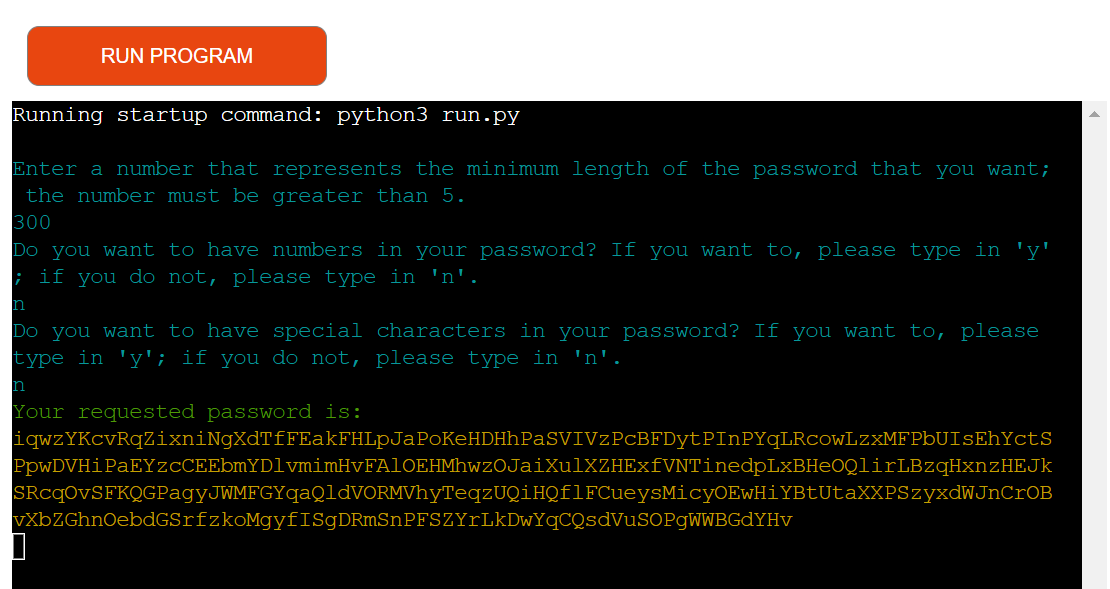 RUN PROGRAM
Running startup command: python3 run.py
Enter a number that represents the minimum length of the password that you want;
the number must be greater than 5.
300
Do you want to have numbers in your password? If you want to, please type in 'y'
; if you do not, please type in 'n'.
n
Do you want to have special characters in your password? If you want to, please
type in 'y'; if you do not, please type in 'n'.
n
Your requested password is:
iqwzYKcvRqZixniNgXdTfFEakFHLpJaPoKeHDHhPaSVIVzPcBFDytPInPYqLRcowLzxMFPbUIsEhYctS
PpwDVHiPaEYzcCEEbmYDlvmimHvFAlOEHMhwzOJaiXulXZHExfVNTinedpLxBHeOQlirLBzqHxnzHEJk
SRcqOvSFKQGPagyJWMFGYqaQldVORMVhyTeqzUQiHQflFCueysMicyOEwHiYBtUtaXXPSzyxdWJnCrOB
vXbZGhnOebdGSrfzkoMgyfISgDRmSnPFSZYrLkDwYqCQsdVuSOPgWWBGdYHv